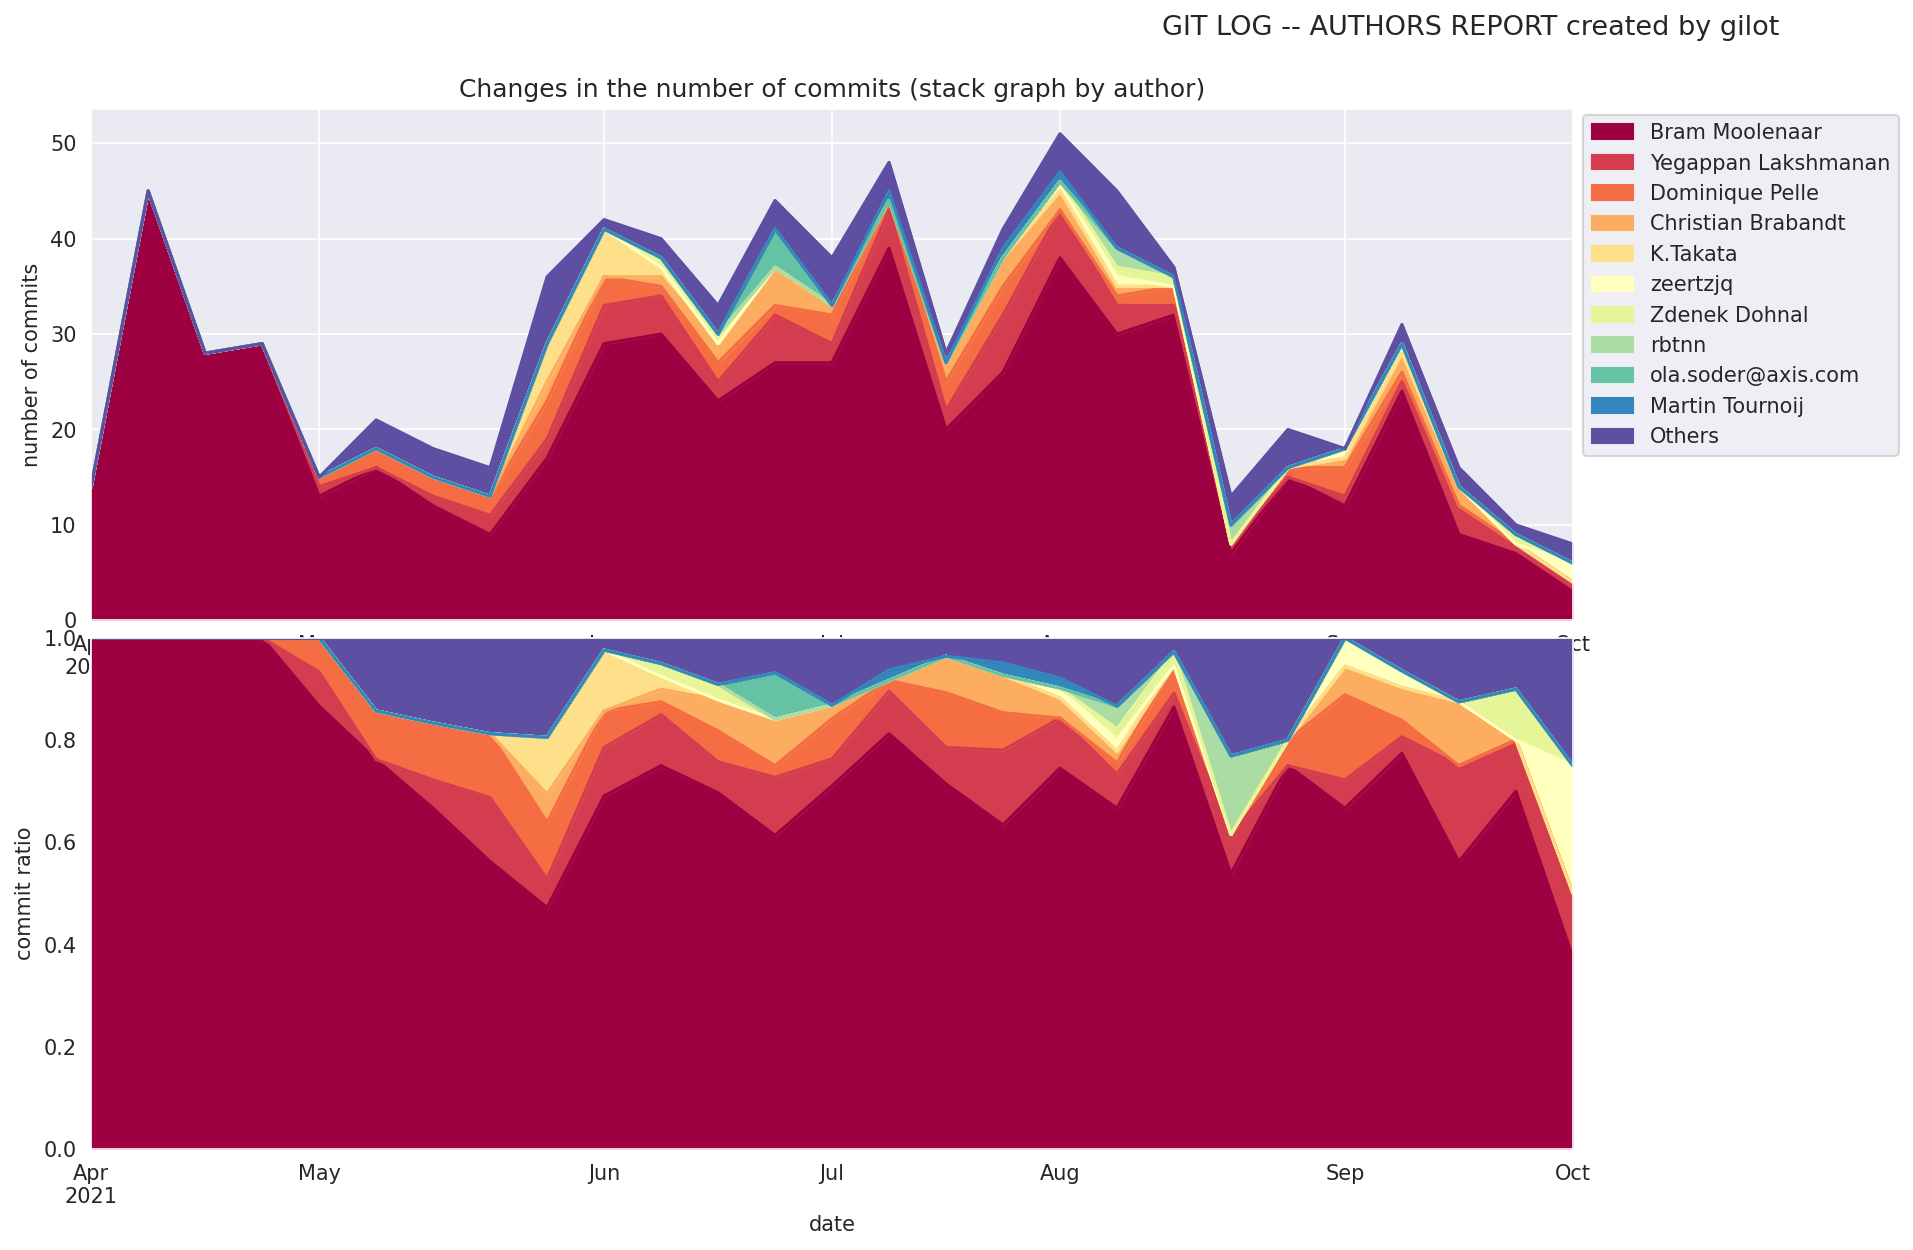 GIT LOG -- AUTHORS REPORT created by gilot
Changes in the number of commits (stack graph by author)
number of commits
50
40
30
20
10
0
Bram Moolenaar
Yegappan Lakshmanan
Dominique Pelle
Christian Brabandt
K.Takata
zeertzjq
Zdenek Dohnal
rbtnn
ola.soder@axis.com
Martin Tournoij
Others
commit ratio
1.0
0.8
0.6
0.4
0.2
0.0
Apr May Jun Jul Aug Sep Oct
2021
date